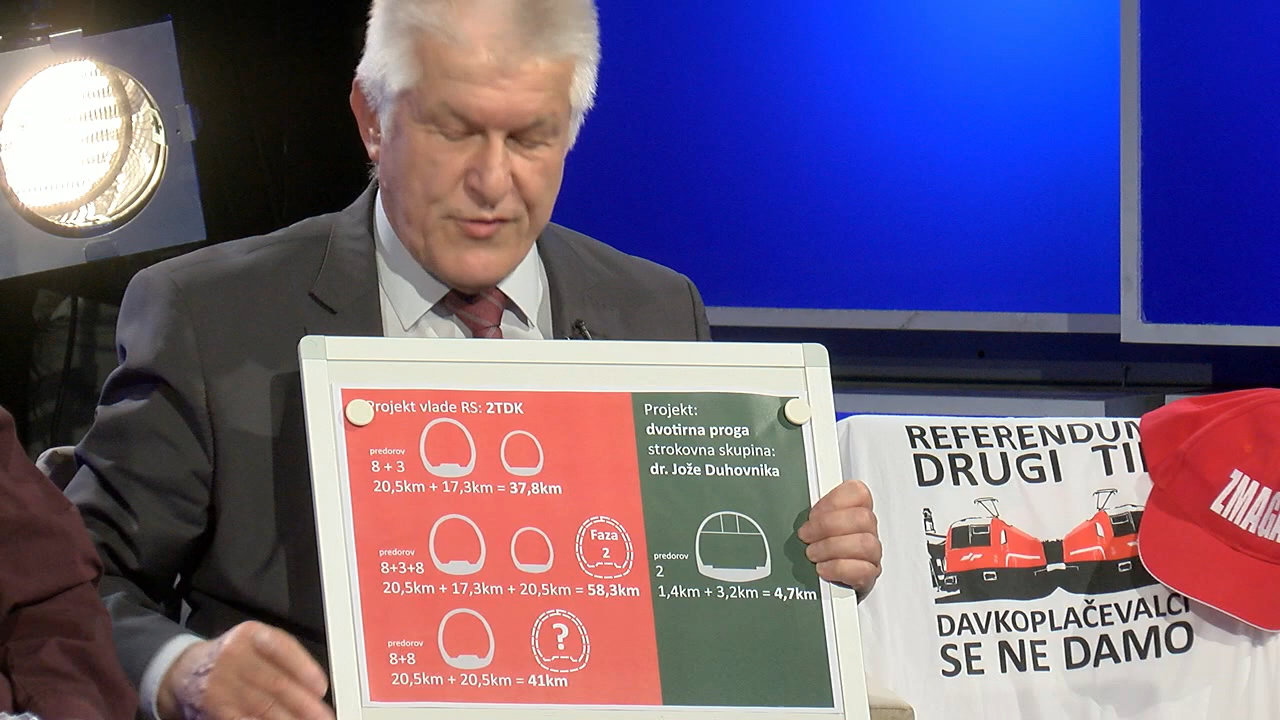 Projekt vlade RS: 2TDK
predorov
8 + 3
20,5km + 17,3km = 37,8km
Faza
2
predorov
8+3+8
20,5km + 17,3km + 20,5km = 58,3km
?
predorov
8+8
20,5km + 20,5km = 41km
Projekt:
dvotirna proga
strokovna skupina:
dr. Jože Duhovnika
predorov
2
1,4km + 3,2km = 4,7km
REFERENDUM
DRUGI TI
DAVKOPLAČEVALCI
SE NE DAMO
ZMAG